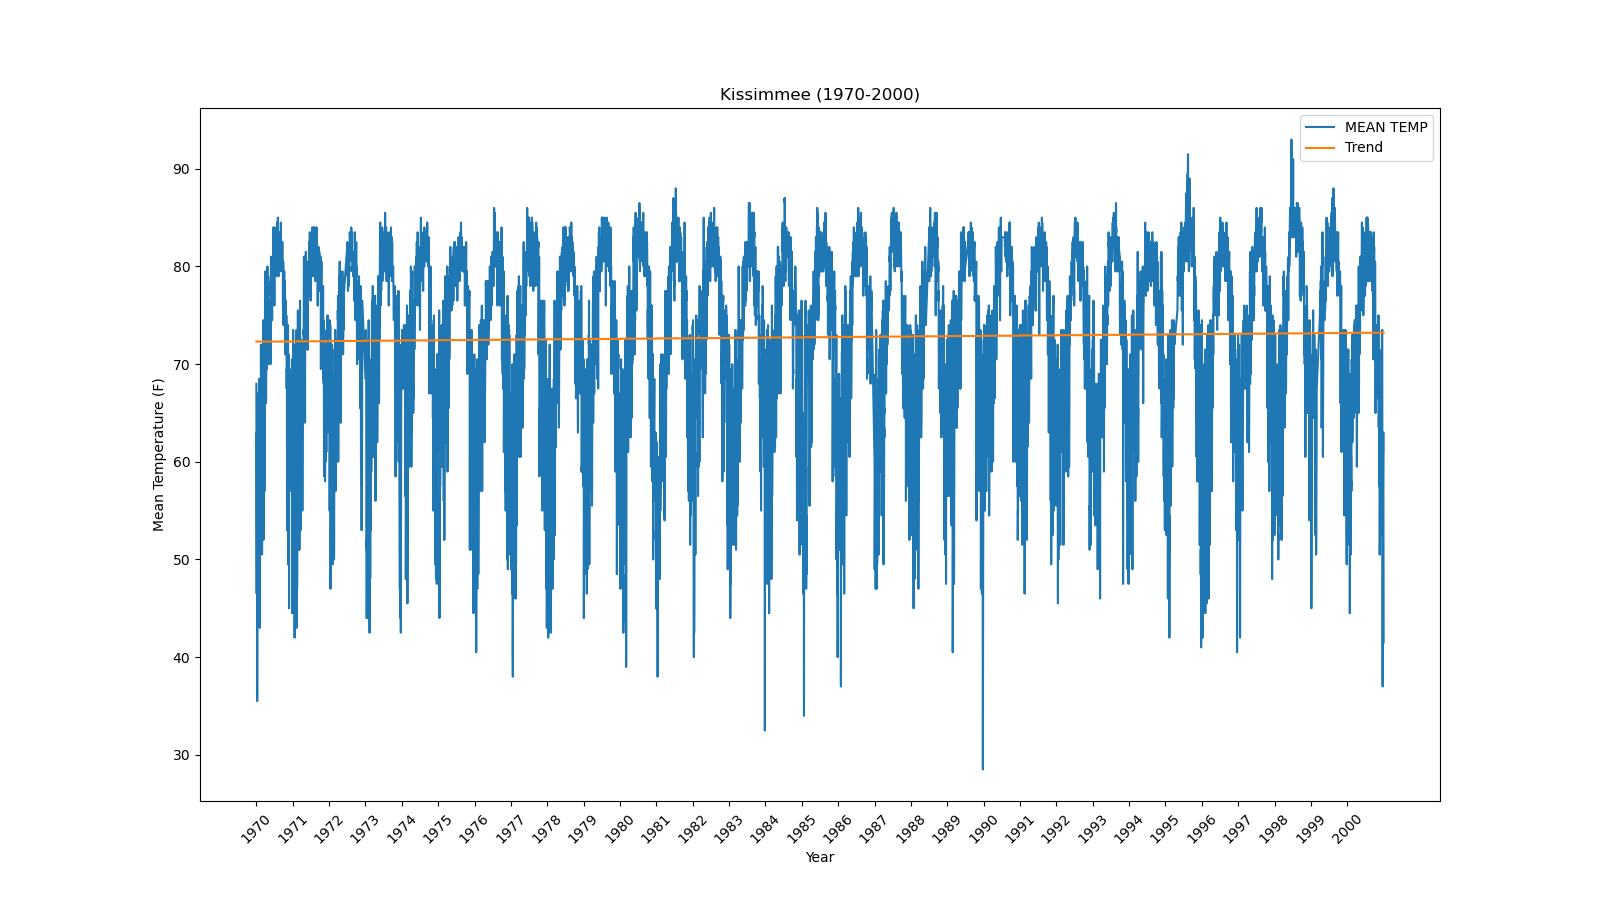 Kissimmee (1970-2000)
MEAN TEMP
Trend
90
80
70
60
50
40
30
Mean Temperature (F)
1970 1971 1972 1973 1974 1975 1976 1977 1978 1979 1980 1981 1982 1983 1984 1985 1986 1987 1988 1989 1990 1991 1992 1993 1994 1995 1996 1997 1998 1999 2000
Year